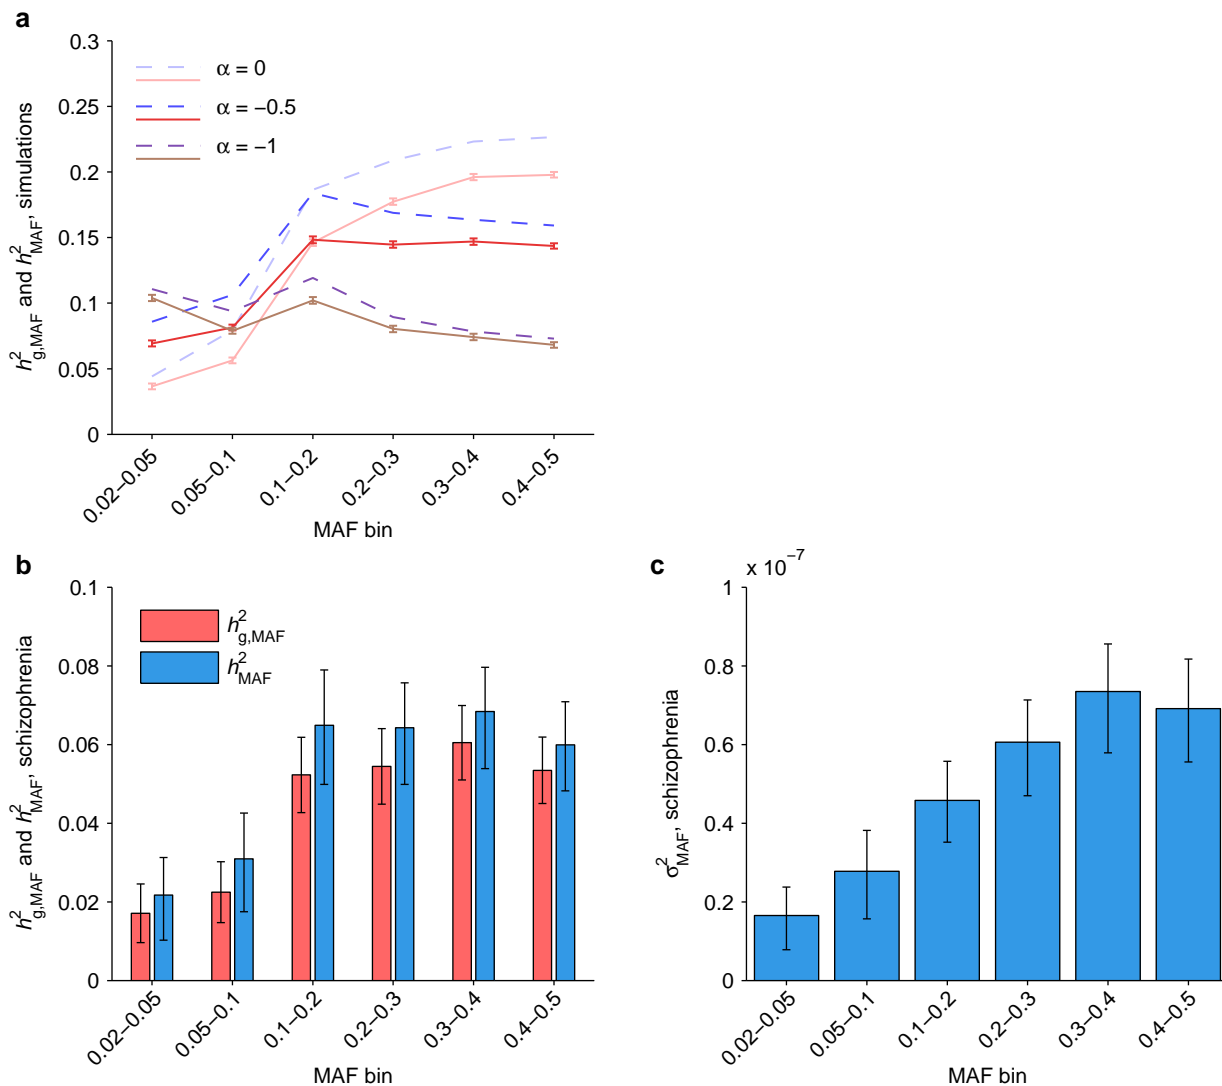 a
h²g,MAF and h²MAF, simulations
0.3
0.25
0.2
0.15
0.1
0.05
0
α = 0
α = −0.5
α = −1
0.02−0.05
0.05−0.1
0.1−0.2
0.2−0.3
0.3−0.4
0.4−0.5
MAF bin
b
h²g,MAF and h²MAF, schizophrenia
0.1
0.08
0.06
0.04
0.02
0
h²g,MAF
h²MAF
0.02−0.05
0.05−0.1
0.1−0.2
0.2−0.3
0.3−0.4
0.4−0.5
MAF bin
c
x 10⁻⁷
σ²MAF, schizophrenia
1
0.8
0.6
0.4
0.2
0
0.02−0.05
0.05−0.1
0.1−0.2
0.2−0.3
0.3−0.4
0.4−0.5
MAF bin